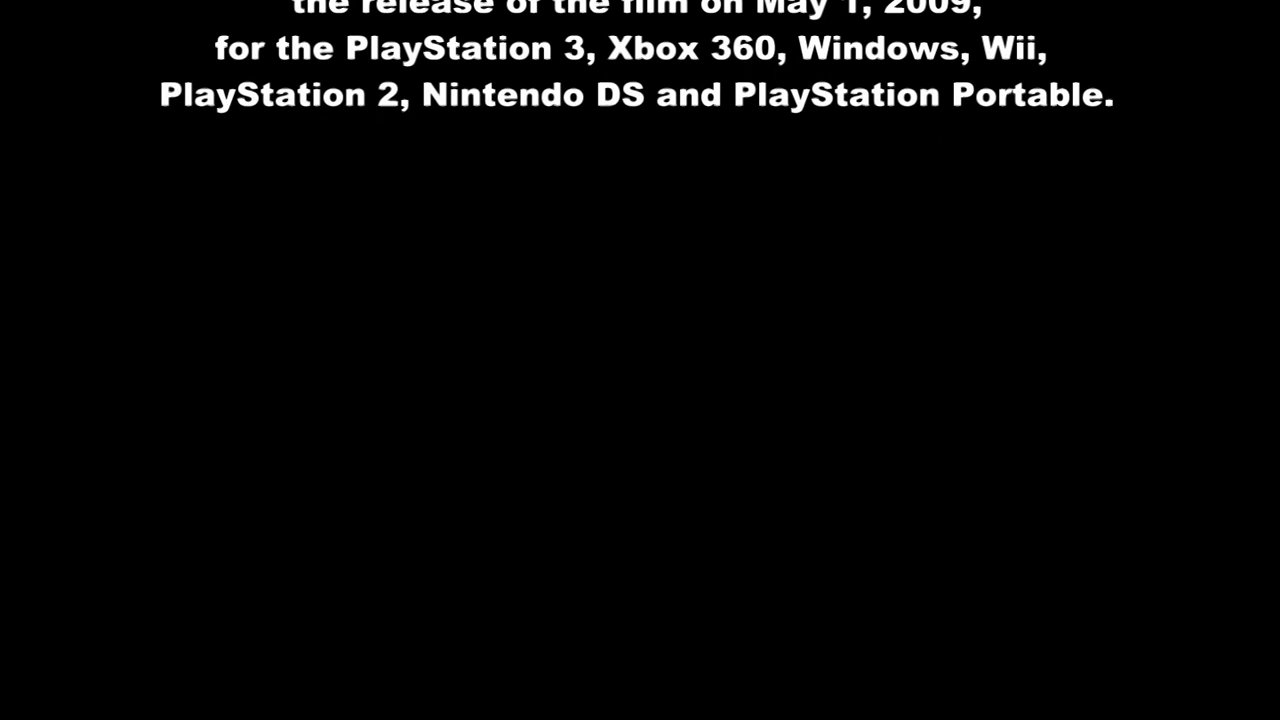 the release of the film on May 1, 2009,
for the PlayStation 3, Xbox 360, Windows, Wii,
PlayStation 2, Nintendo DS and PlayStation Portable.